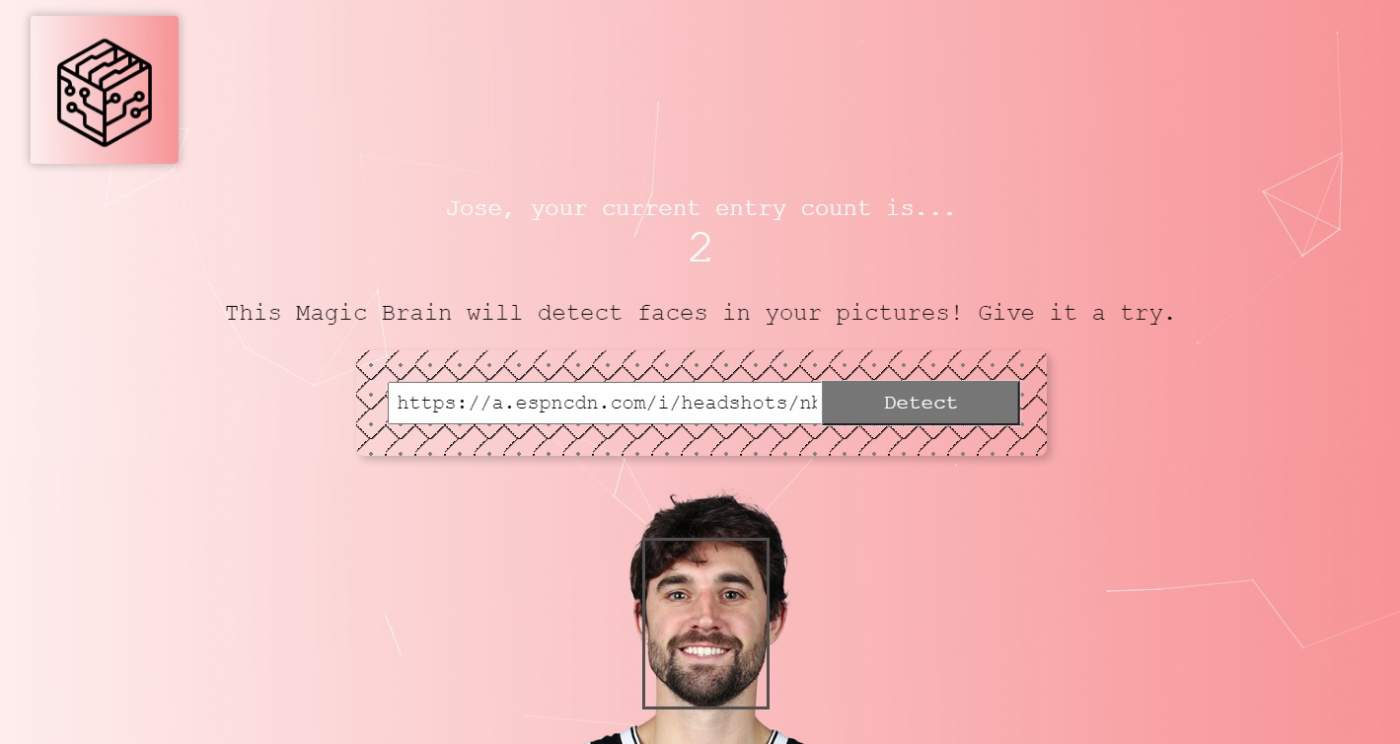 Jose, your current entry count is...
2
This Magic Brain will detect faces in your pictures! Give it a try.
https://a.espncdn.com/i/headshots/nb
Detect